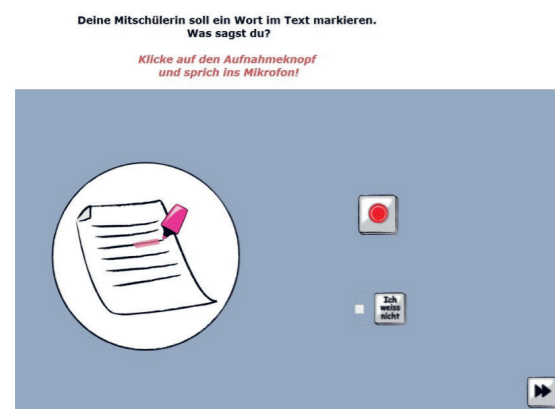 Deine Mitschülerin soll ein Wort im Text markieren.
Was sagst du?
Klicke auf den Aufnahmeknopf
und sprich ins Mikrofon!
Ich
weiss
nicht